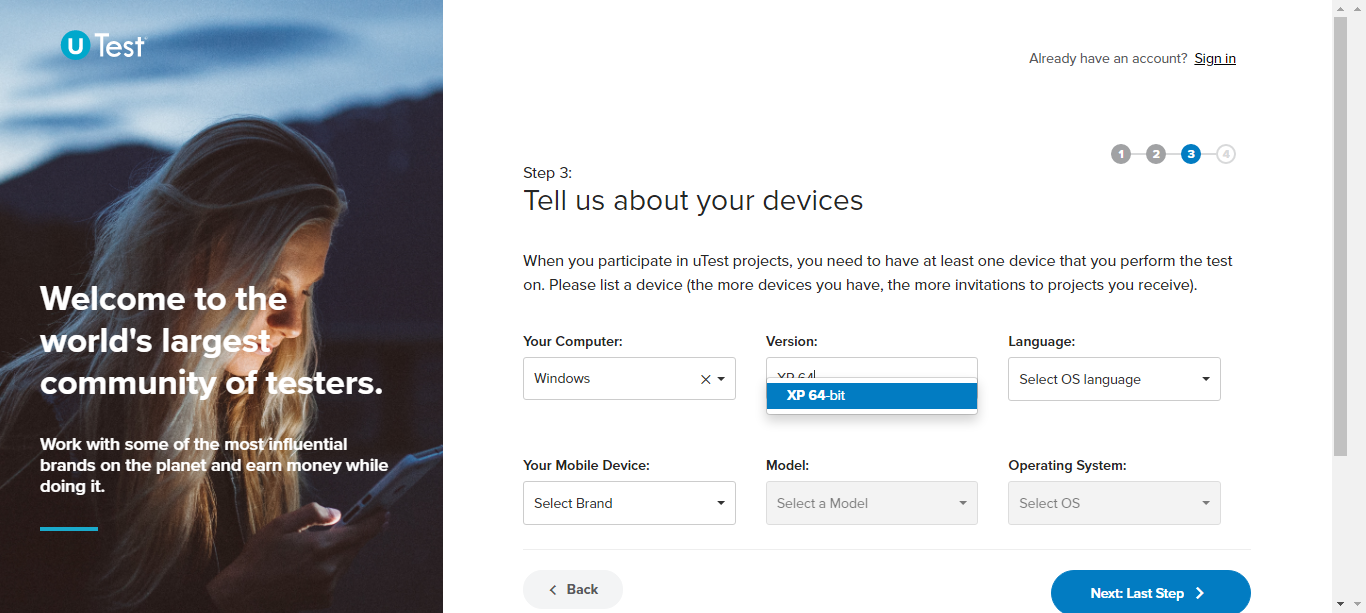 U Test
Already have an account? Sign in
1 2 3 4
Step 3:
Tell us about your devices
When you participate in uTest projects, you need to have at least one device that you perform the test
on. Please list a device (the more devices you have, the more invitations to projects you receive).
Welcome to the
world's largest
community of testers.
Work with some of the most influential
brands on the planet and earn money while
doing it.
Your Computer: Version: Language:
Windows XP 64 Select OS language
XP 64-bit
Your Mobile Device: Model: Operating System:
Select Brand Select a Model Select OS
Back Next: Last Step